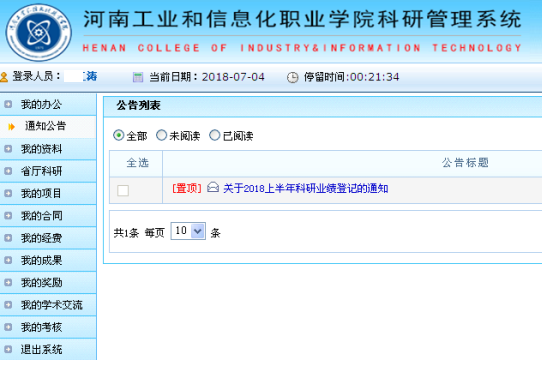 河南工业和信息化职业学院科研管理系统
HENAN COLLEGE OF INDUSTRY&INFORMATION TECHNOLOGY
登录人员： 涛 当前日期：2018-07-04 停留时间:00:21:34
我的办公
通知公告
我的资料
省厅科研
我的项目
我的合同
我的经费
我的成果
我的奖励
我的学术交流
我的考核
退出系统
公告列表
全部 未阅读 已阅读
全选 公告标题
[置顶] 关于2018上半年科研业绩登记的通知
共1条 每页 10 条